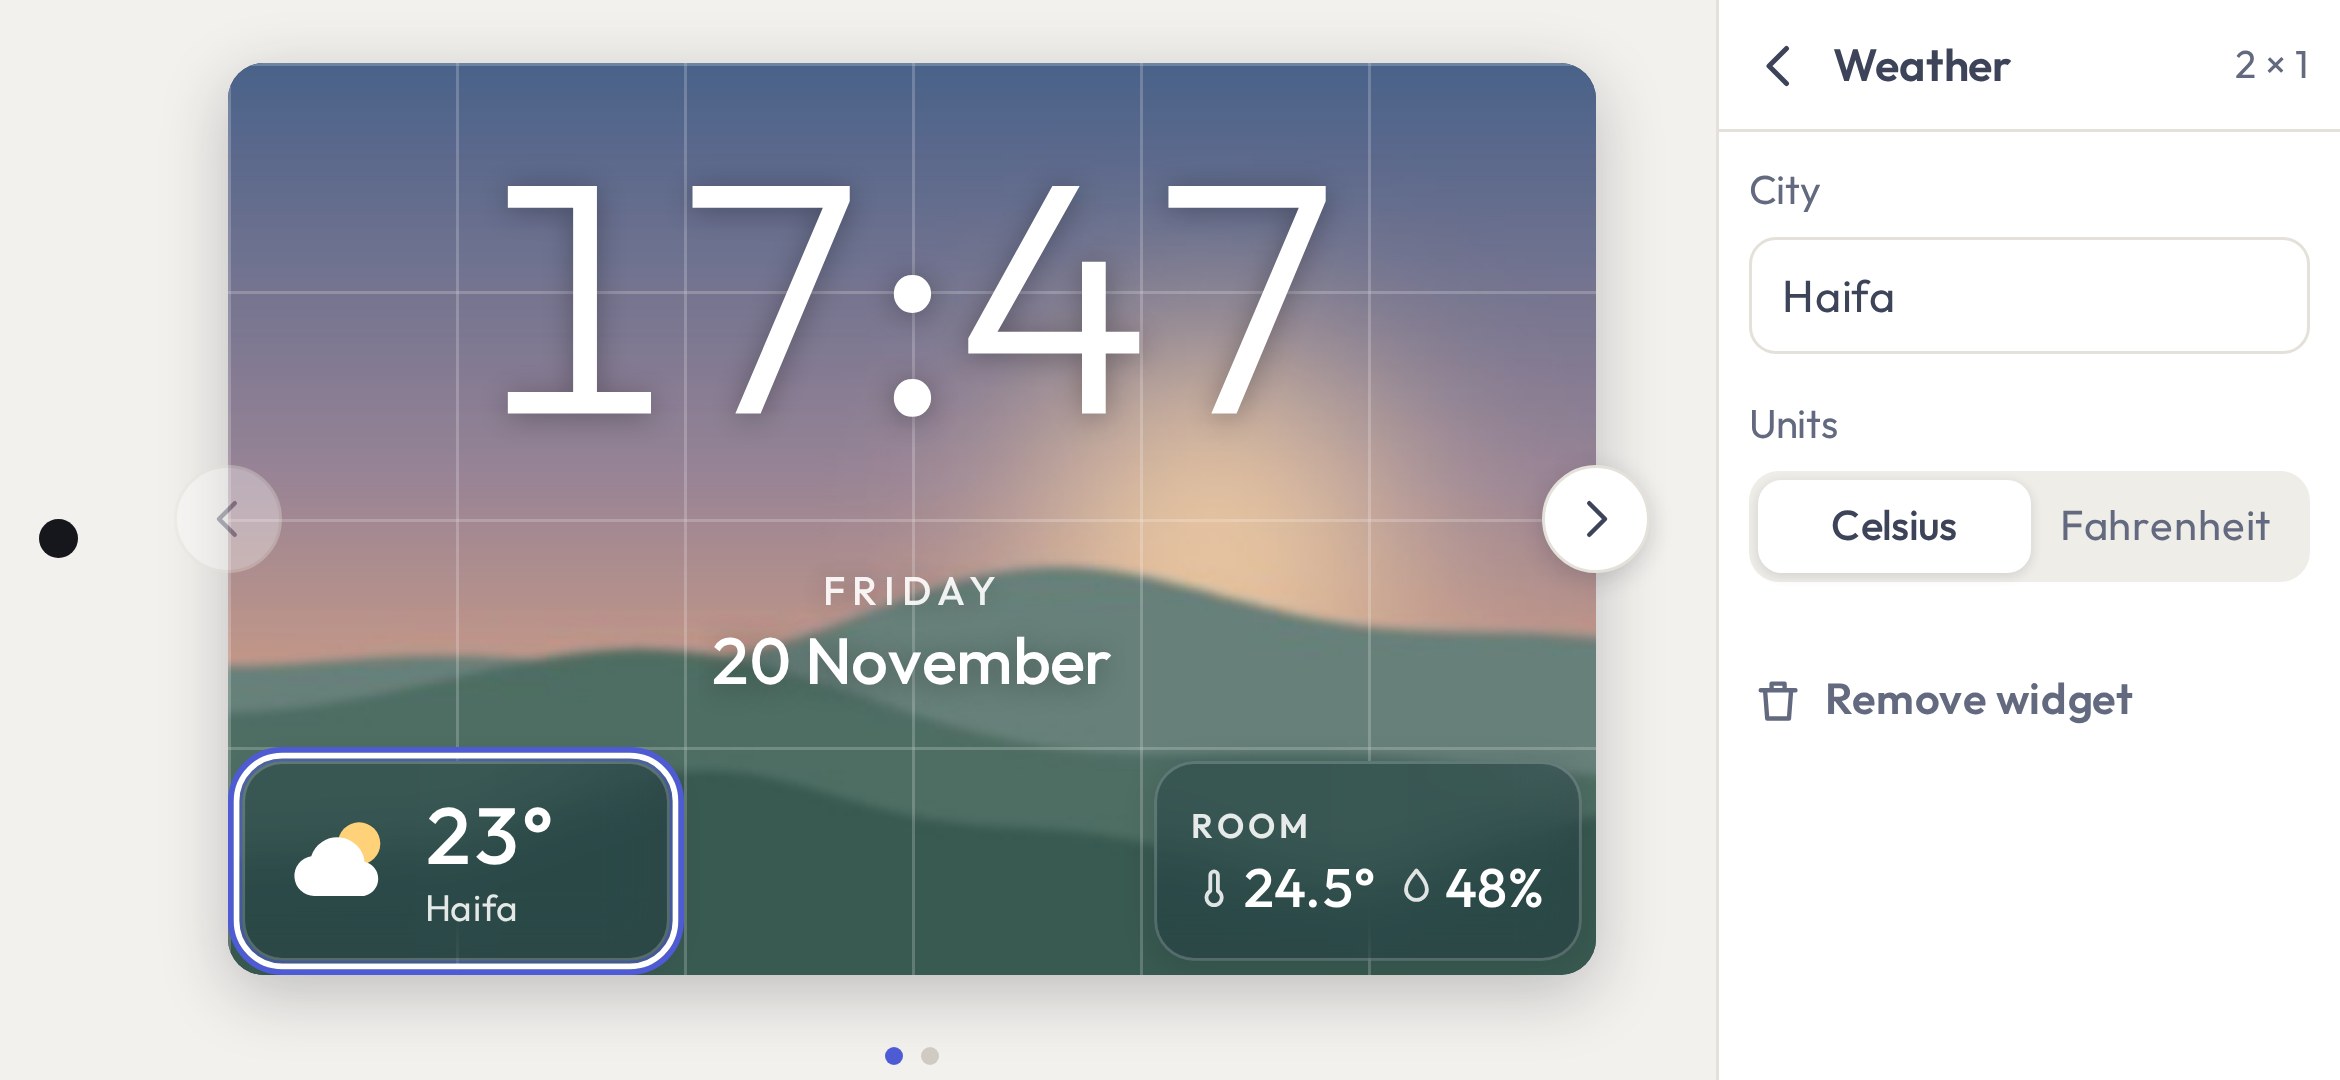 17:47
FRIDAY
20 November
23°
Haifa
ROOM
24.5° 48%
Weather 2 × 1
City
Haifa
Units
Celsius Fahrenheit
Remove widget